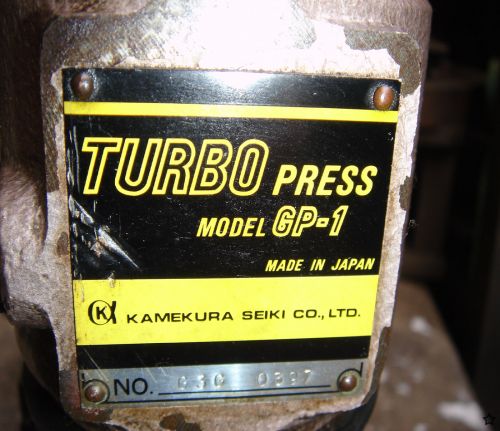 TURBO PRESS
MODEL GP-1
MADE IN JAPAN
K KAMEKURA SEIKI CO., LTD.
NO.